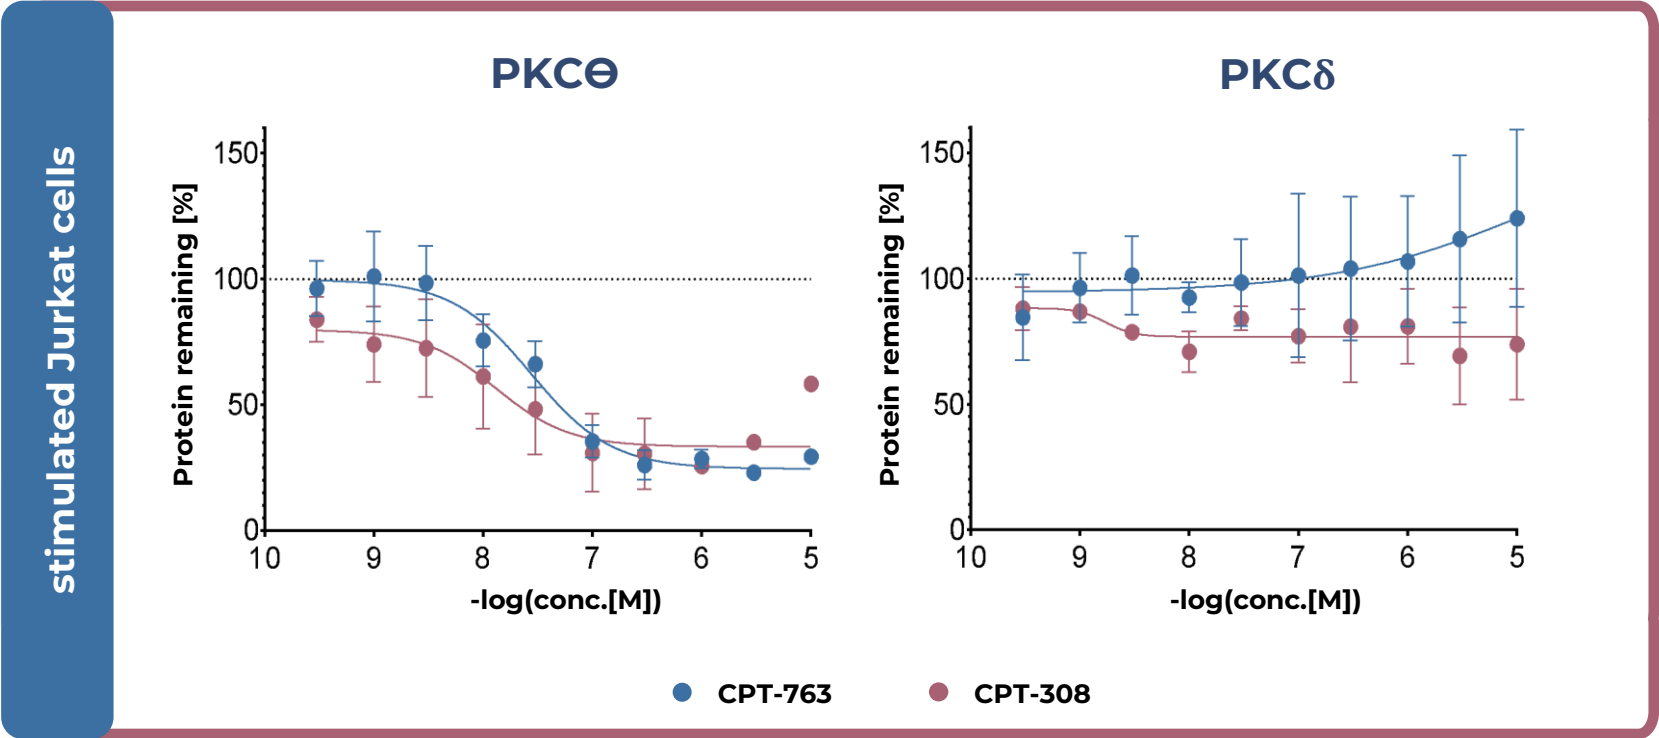 stimulated Jurkat cells
PKCΘ
Protein remaining [%]
150
100
50
0
10 9 8 7 6 5
-log(conc.[M])
PKCδ
Protein remaining [%]
150
100
50
0
10 9 8 7 6 5
-log(conc.[M])
CPT-763 CPT-308